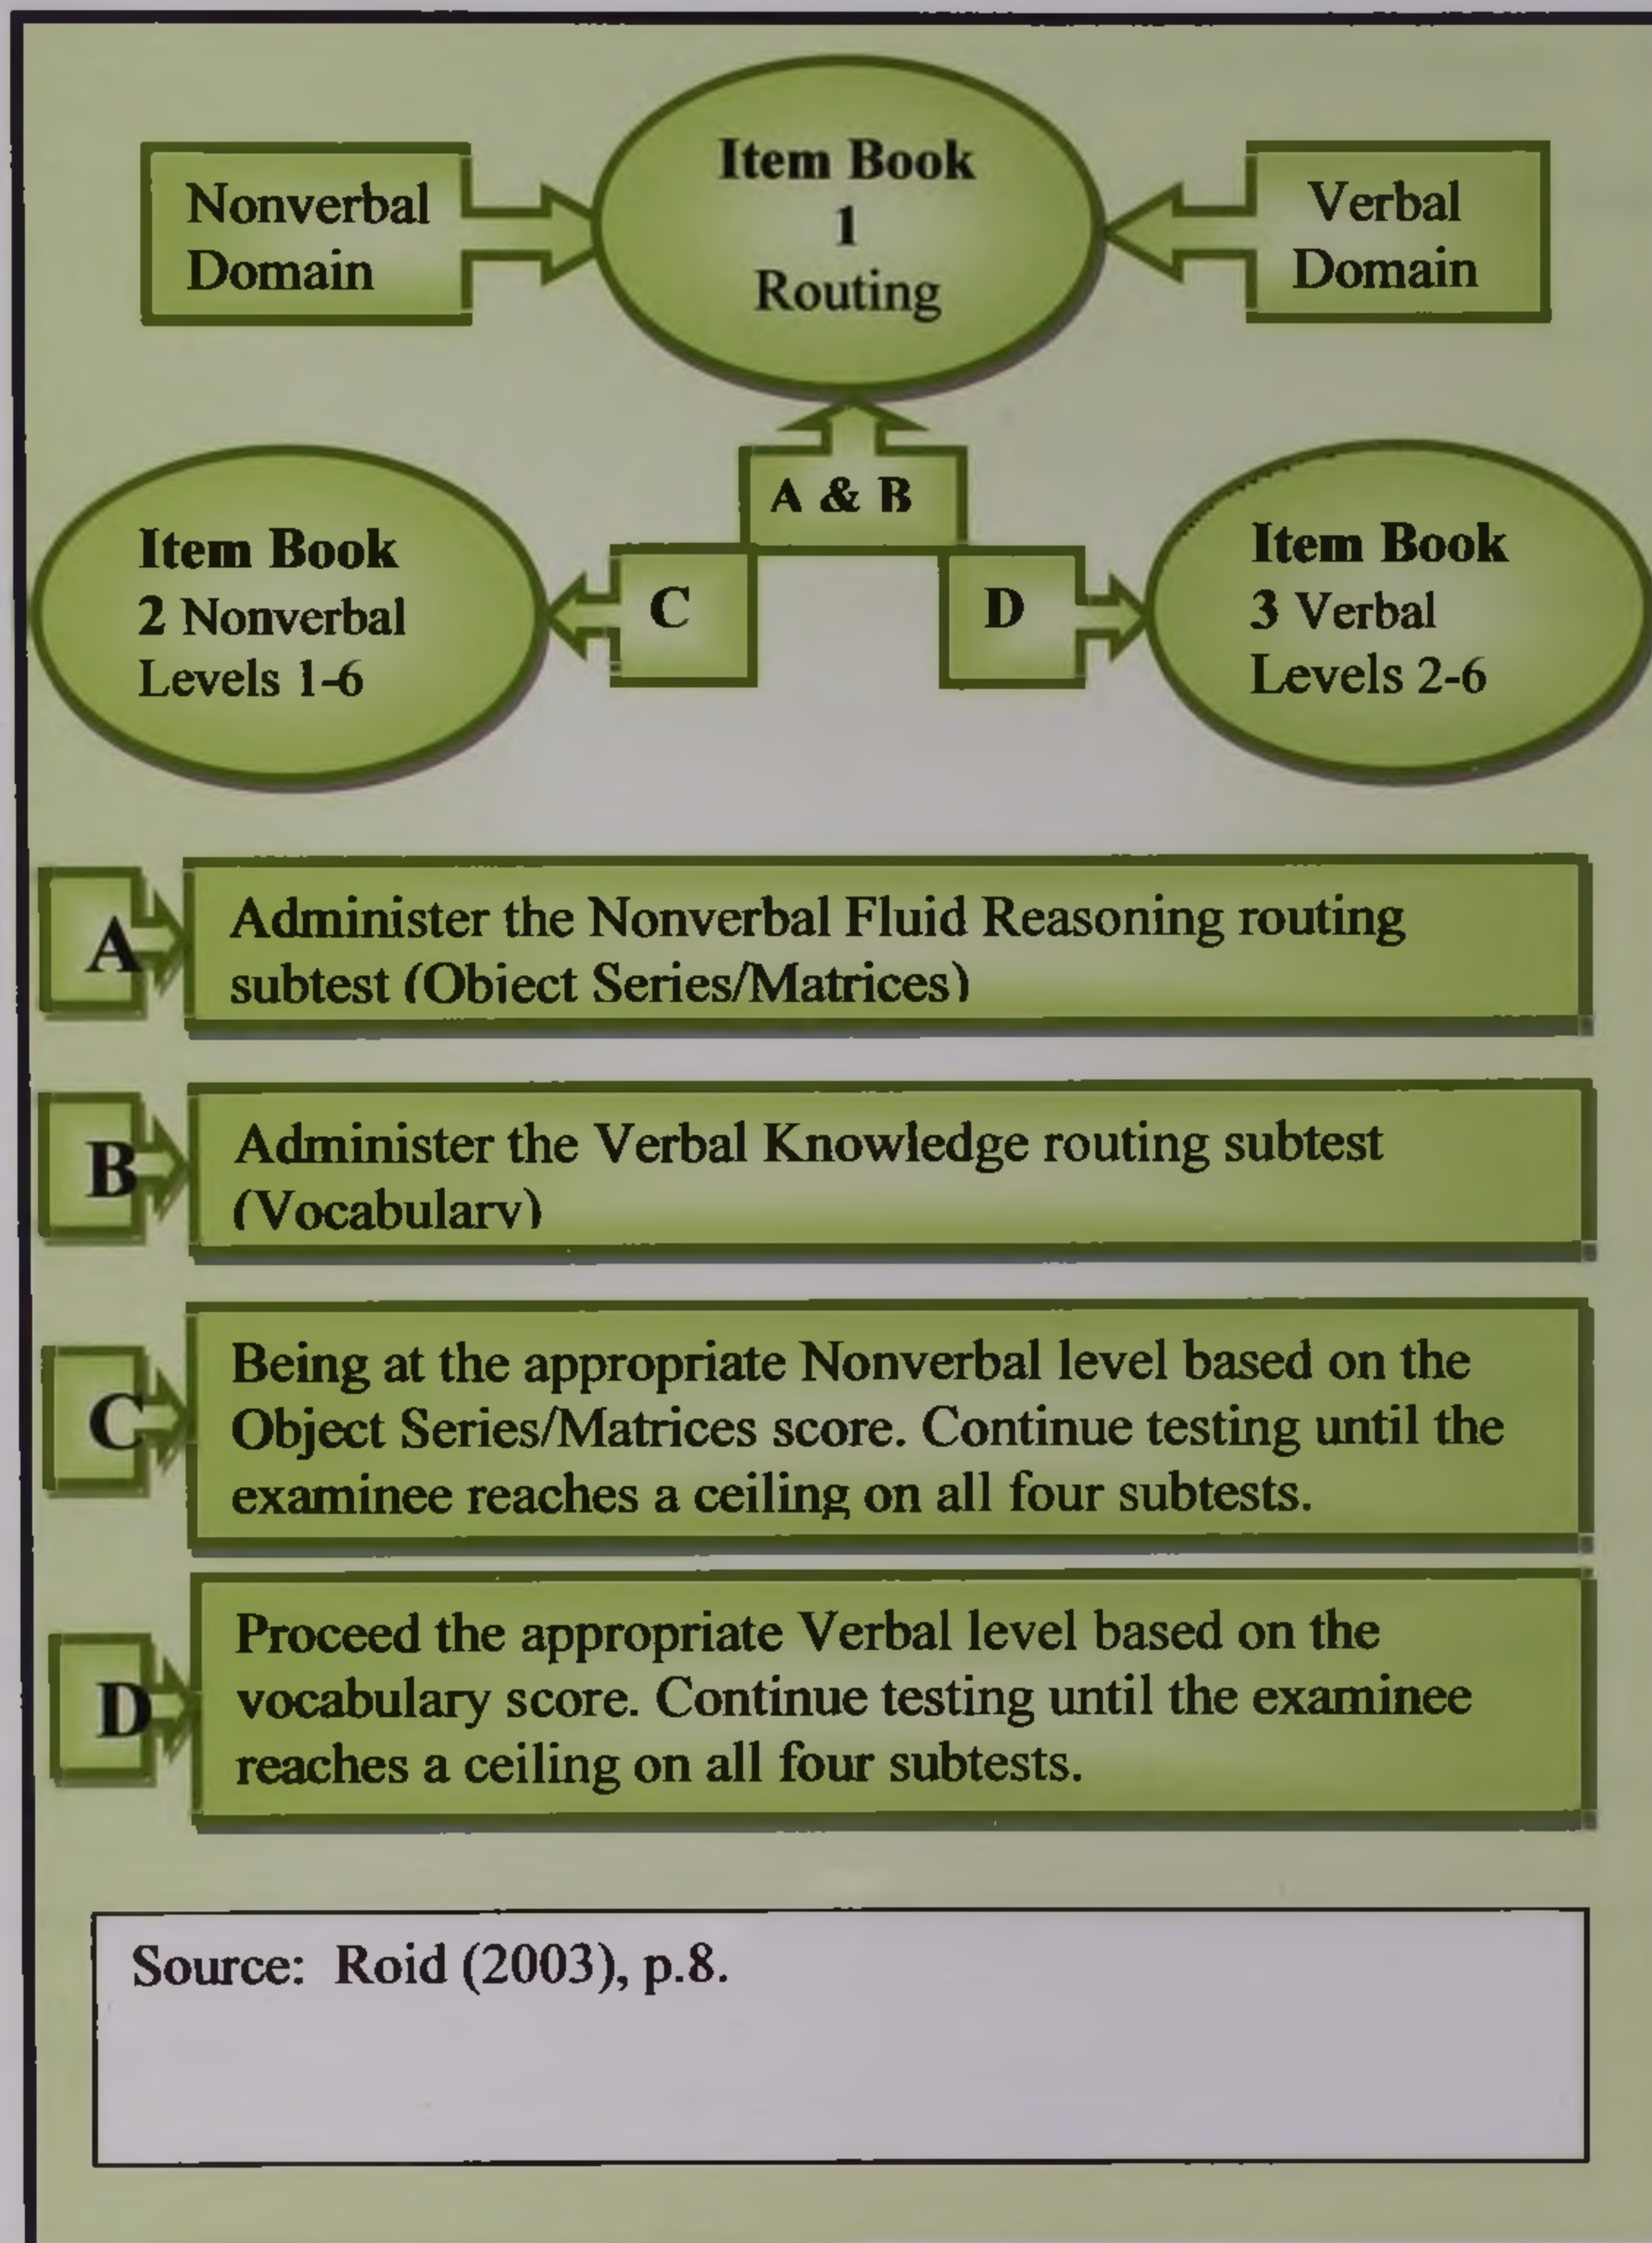 Nonverbal
Domain
Item Book
1
Routing
Verbal
Domain
A & B
Item Book
2 Nonverbal
Levels 1-6
C
D
Item Book
3 Verbal
Levels 2-6
A
Administer the Nonverbal Fluid Reasoning routing
subtest (Object Series/Matrices)
B
Administer the Verbal Knowledge routing subtest
(Vocabulary)
C
Being at the appropriate Nonverbal level based on the
Object Series/Matrices score. Continue testing until the
examinee reaches a ceiling on all four subtests.
D
Proceed the appropriate Verbal level based on the
vocabulary score. Continue testing until the examinee
reaches a ceiling on all four subtests.
Source: Roid (2003), p.8.